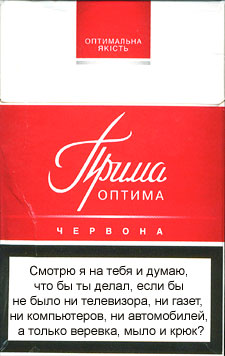 ОПТИМАЛЬНА
ЯКІСТЬ
Прима
ОПТИМА
ЧЕРВОНА
Смотрю я на тебя и думаю,
что бы ты делал, если бы
не было ни телевизора, ни газет,
ни компьютеров, ни автомобилей,
а только веревка, мыло и крюк?